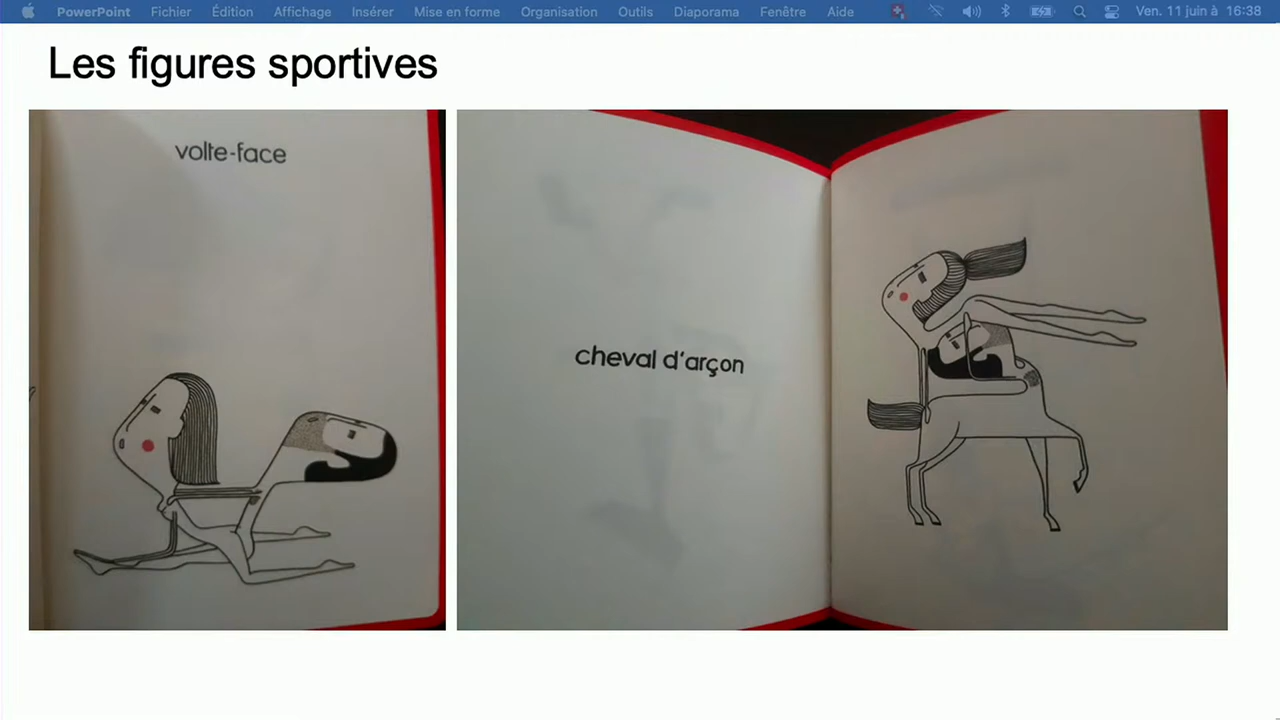 PowerPoint Fichier Édition Affichage Insérer Mise en forme Organisation Outils Diaporama Fenêtre Aide Ven. 11 juin à 16:38
Les figures sportives
volte-face
cheval d'arçon